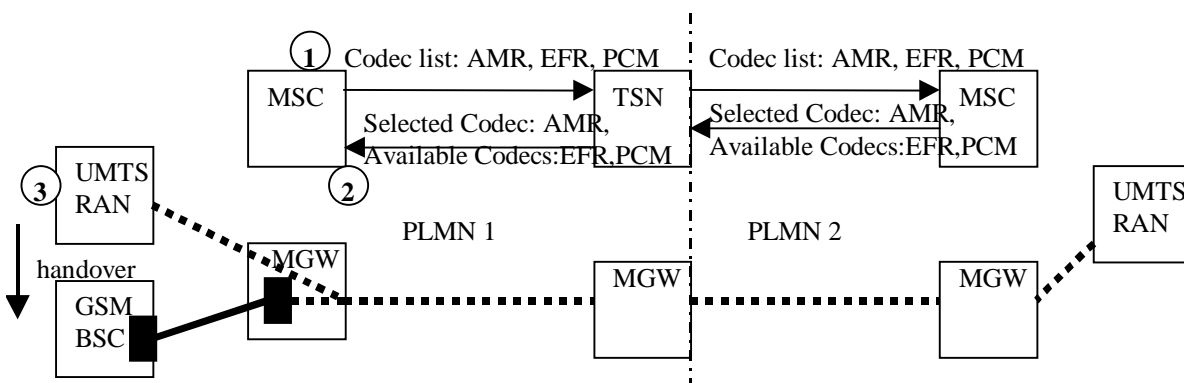 1
Codec list: AMR, EFR, PCM
Codec list: AMR, EFR, PCM
MSC
TSN
MSC
Selected Codec: AMR,
Available Codecs:EFR,PCM
Selected Codec: AMR,
Available Codecs:EFR,PCM
2
3
UMTS
RAN
UMTS
RAN
PLMN 1
PLMN 2
handover
MGW
MGW
MGW
GSM
BSC